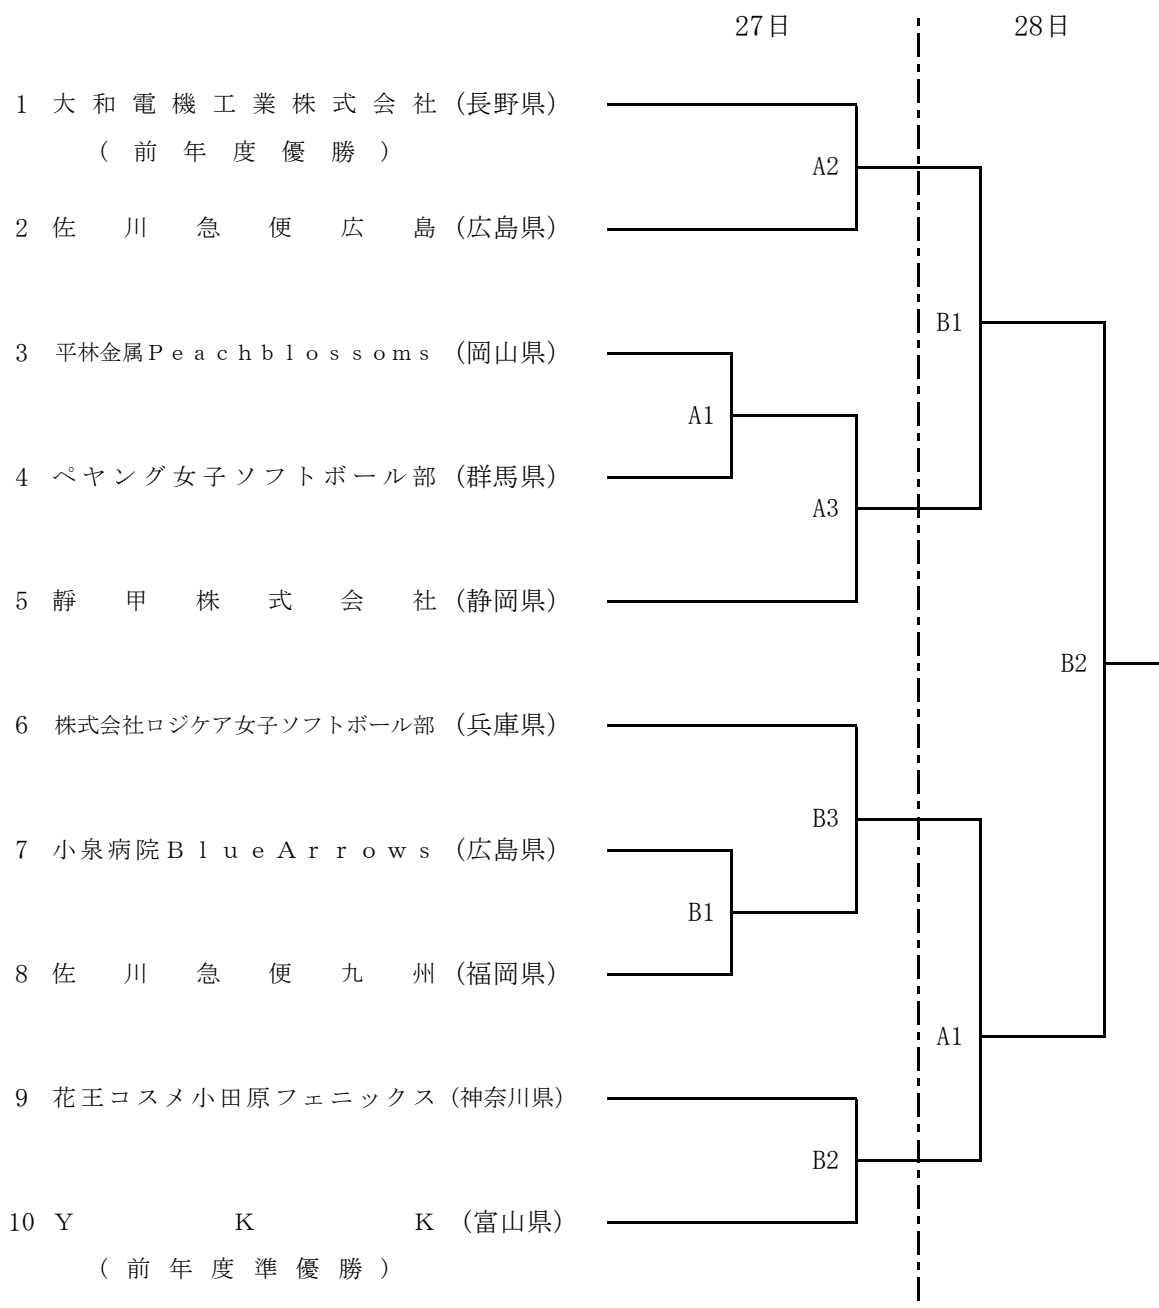 27日 28日
1 大和電機工業株式会社 (長野県)
(前年度優勝)
A2
2 佐川急便広島 (広島県)
B1
3 平林金属Peachblossoms (岡山県)
A1
4 ペヤング女子ソフトボール部 (群馬県)
A3
5 靜甲株式会社 (静岡県)
B2
6 株式会社ロジケア女子ソフトボール部 (兵庫県)
B3
7 小泉病院BlueArrows (広島県)
B1
8 佐川急便九州 (福岡県)
A1
9 花王コスメ小田原フェニックス (神奈川県)
B2
10 YKK (富山県)
(前年度準優勝)